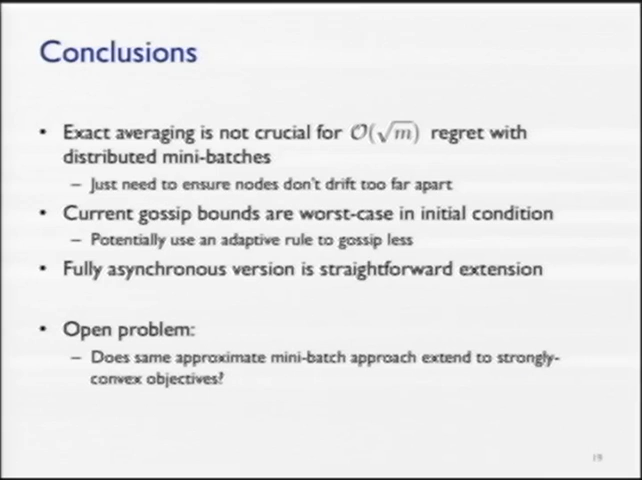 Conclusions
• Exact averaging is not crucial for O(√m) regret with
distributed mini-batches
– Just need to ensure nodes don't drift too far apart
• Current gossip bounds are worst-case in initial condition
– Potentially use an adaptive rule to gossip less
• Fully asynchronous version is straightforward extension
• Open problem:
– Does same approximate mini-batch approach extend to strongly-
convex objectives?
19